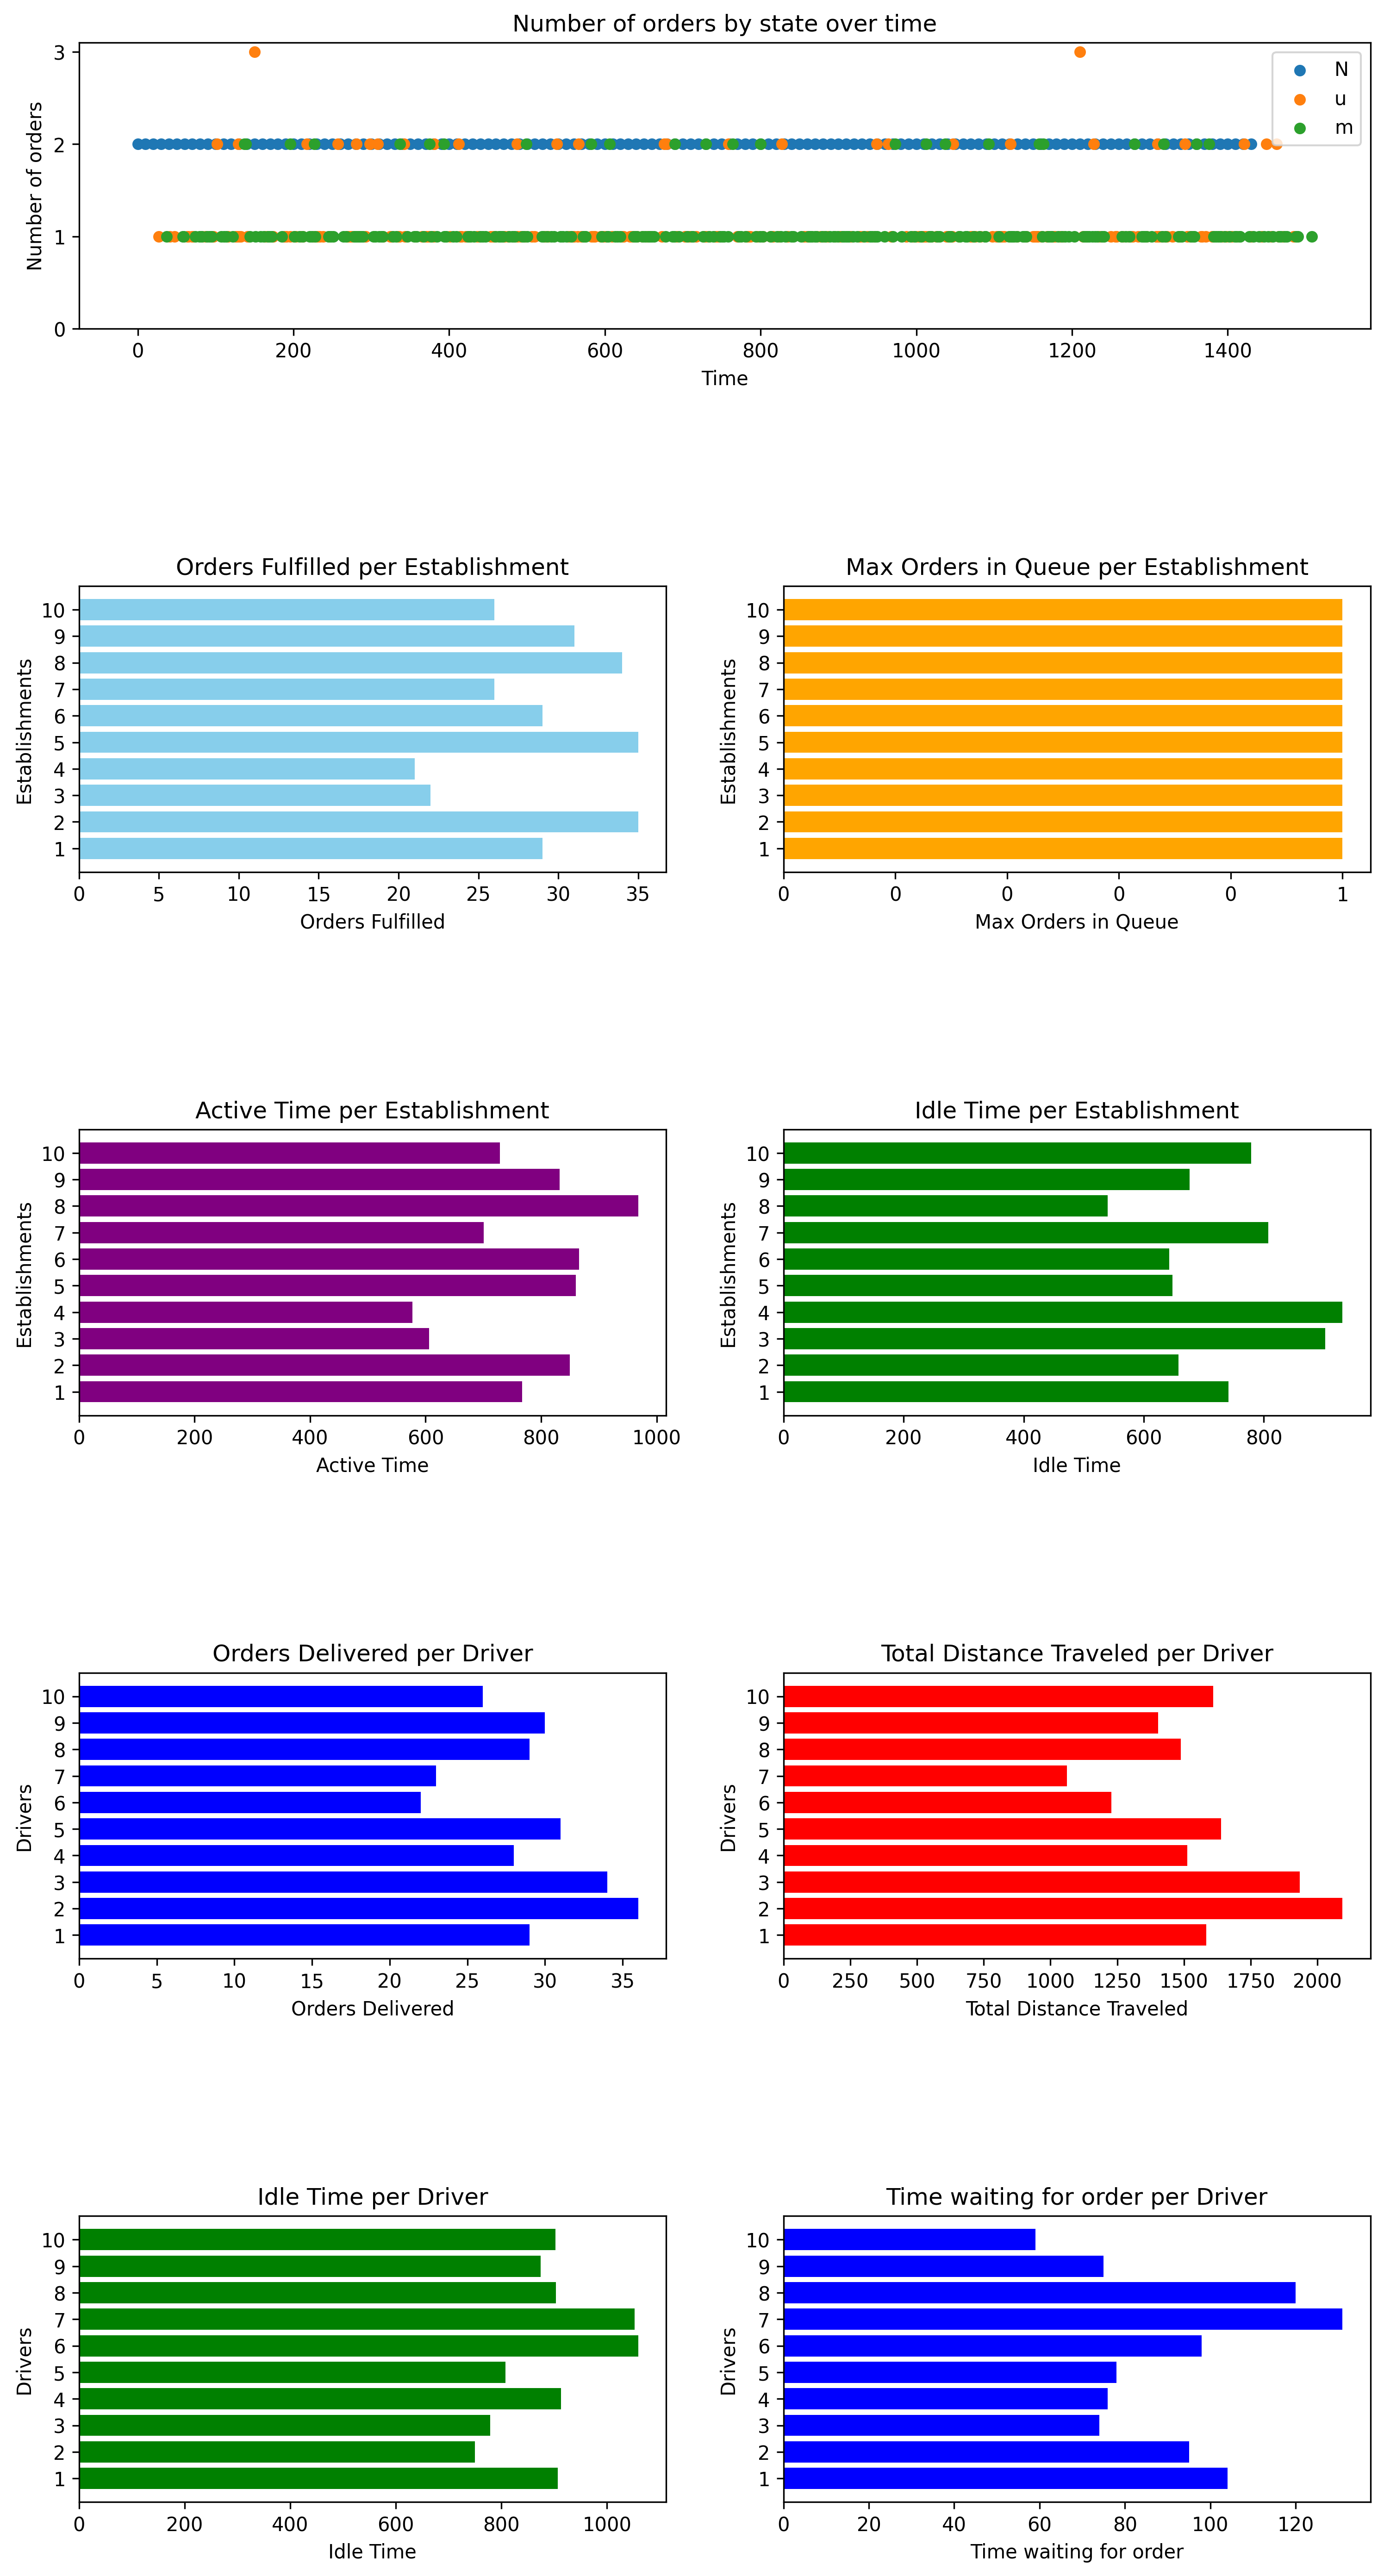 Number of orders by state over time
Number of orders
3
2
1
0
N
u
m
0 200 400 600 800 1000 1200 1400
Time
Orders Fulfilled per Establishment
Establishments
10
9
8
7
6
5
4
3
2
1
0 5 10 15 20 25 30 35
Orders Fulfilled
Max Orders in Queue per Establishment
Establishments
10
9
8
7
6
5
4
3
2
1
0 0 0 0 0 1
Max Orders in Queue
Active Time per Establishment
Establishments
10
9
8
7
6
5
4
3
2
1
0 200 400 600 800 1000
Active Time
Idle Time per Establishment
Establishments
10
9
8
7
6
5
4
3
2
1
0 200 400 600 800
Idle Time
Orders Delivered per Driver
Drivers
10
9
8
7
6
5
4
3
2
1
0 5 10 15 20 25 30 35
Orders Delivered
Total Distance Traveled per Driver
Drivers
10
9
8
7
6
5
4
3
2
1
0 250 500 750 1000 1250 1500 1750 2000
Total Distance Traveled
Idle Time per Driver
Drivers
10
9
8
7
6
5
4
3
2
1
0 200 400 600 800 1000
Idle Time
Time waiting for order per Driver
Drivers
10
9
8
7
6
5
4
3
2
1
0 20 40 60 80 100 120
Time waiting for order